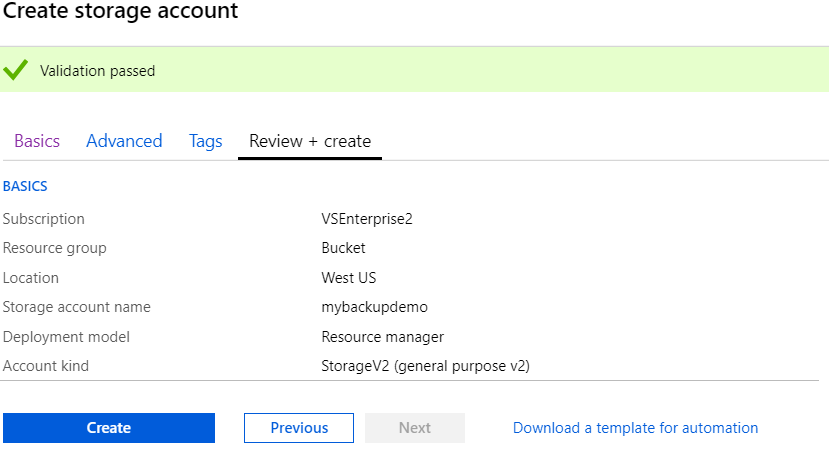 Create storage account
Validation passed
Basics Advanced Tags Review + create
BASICS
Subscription VSEnterprise2
Resource group Bucket
Location West US
Storage account name mybackupdemo
Deployment model Resource manager
Account kind StorageV2 (general purpose v2)
Create Previous Next Download a template for automation